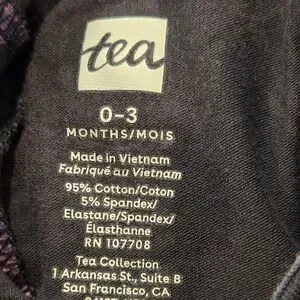 tea
0-3
MONTHS/MOIS
Made in Vietnam
Fabriqué au Vietnam
95% Cotton/Coton
5% Spandex/
Elastane/Spandex/
Élasthanne
RN 107708
Tea Collection
1 Arkansas St., Suite B
San Francisco, CA